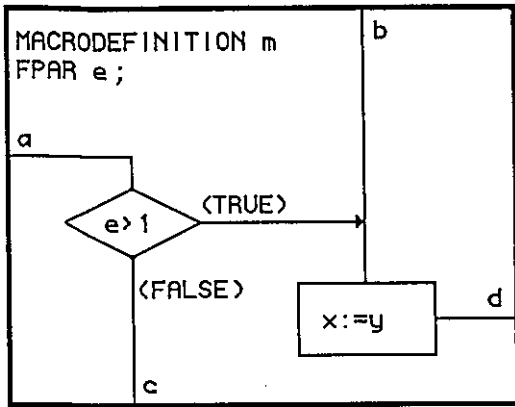 MACRODEFINITION m
FPAR e;
b
a
(TRUE)
e>1
(FALSE)
d
x:=y
c